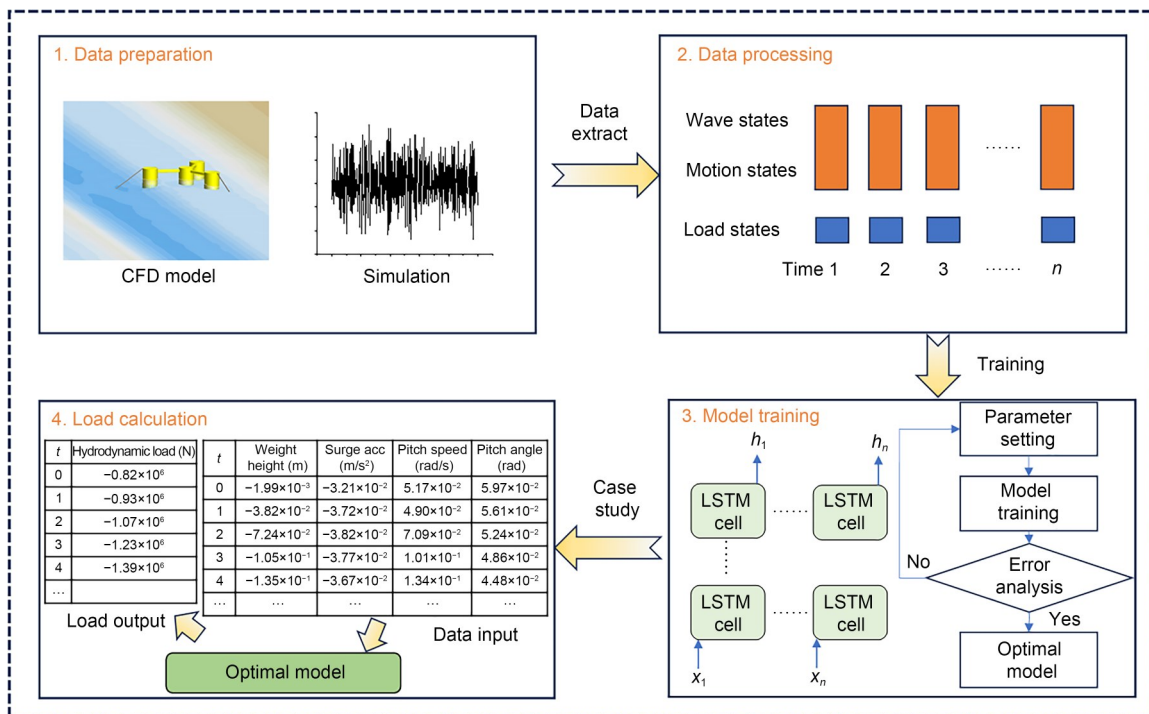 1. Data preparation
CFD model
Simulation
Data
extract
2. Data processing
Wave states
Motion states
Load states
......
Time 1 2 3 ...... n
Training
3. Model training
h1 hn
LSTM
cell
......
LSTM
cell
......
LSTM
cell
......
LSTM
cell
x1 xn
Parameter
setting
Model
training
Error
analysis
No
Yes
Optimal
model
Case
study
4. Load calculation
t Hydrodynamic load (N)
0 −0.82×10⁶
1 −0.93×10⁶
2 −1.07×10⁶
3 −1.23×10⁶
4 −1.39×10⁶
...
t Weight height (m) Surge acc (m/s²) Pitch speed (rad/s) Pitch angle (rad)
0 −1.99×10⁻³ −3.21×10⁻² 5.17×10⁻² 5.97×10⁻²
1 −3.82×10⁻² −3.72×10⁻² 4.90×10⁻² 5.61×10⁻²
2 −7.24×10⁻² −3.82×10⁻² 7.09×10⁻² 5.24×10⁻²
3 −1.05×10⁻¹ −3.77×10⁻² 1.01×10⁻¹ 4.86×10⁻²
4 −1.35×10⁻¹ −3.67×10⁻² 1.34×10⁻¹ 4.48×10⁻²
... ... ... ... ...
Load output
Data input
Optimal model